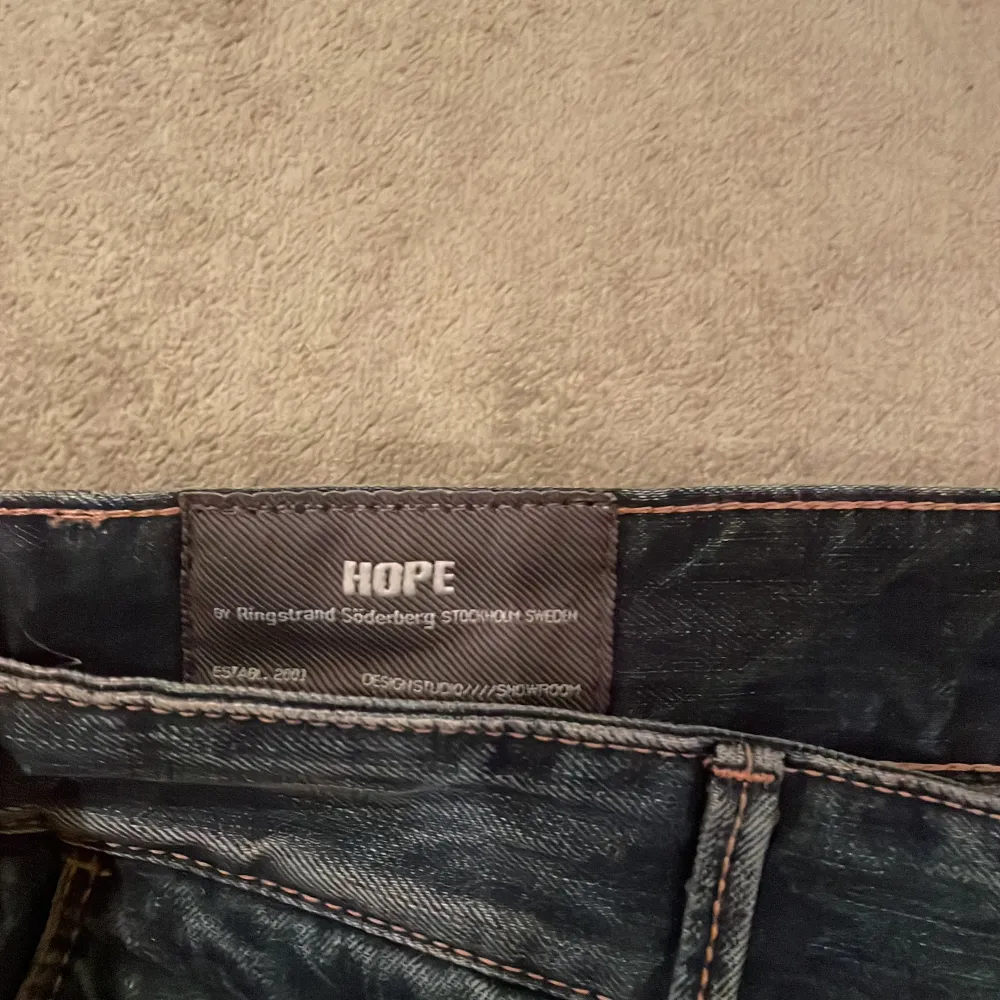 HOPE
BY Ringstrand Söderberg STOCKHOLM SWEDEN
ESTABL. 2001 DESIGNSTUDIO////SHOWROOM